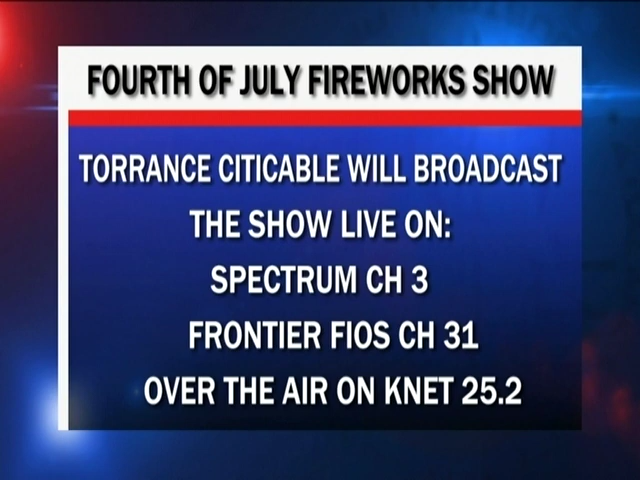 FOURTH OF JULY FIREWORKS SHOW
TORRANCE CITICABLE WILL BROADCAST
THE SHOW LIVE ON:
SPECTRUM CH 3
FRONTIER FIOS CH 31
OVER THE AIR ON KNET 25.2